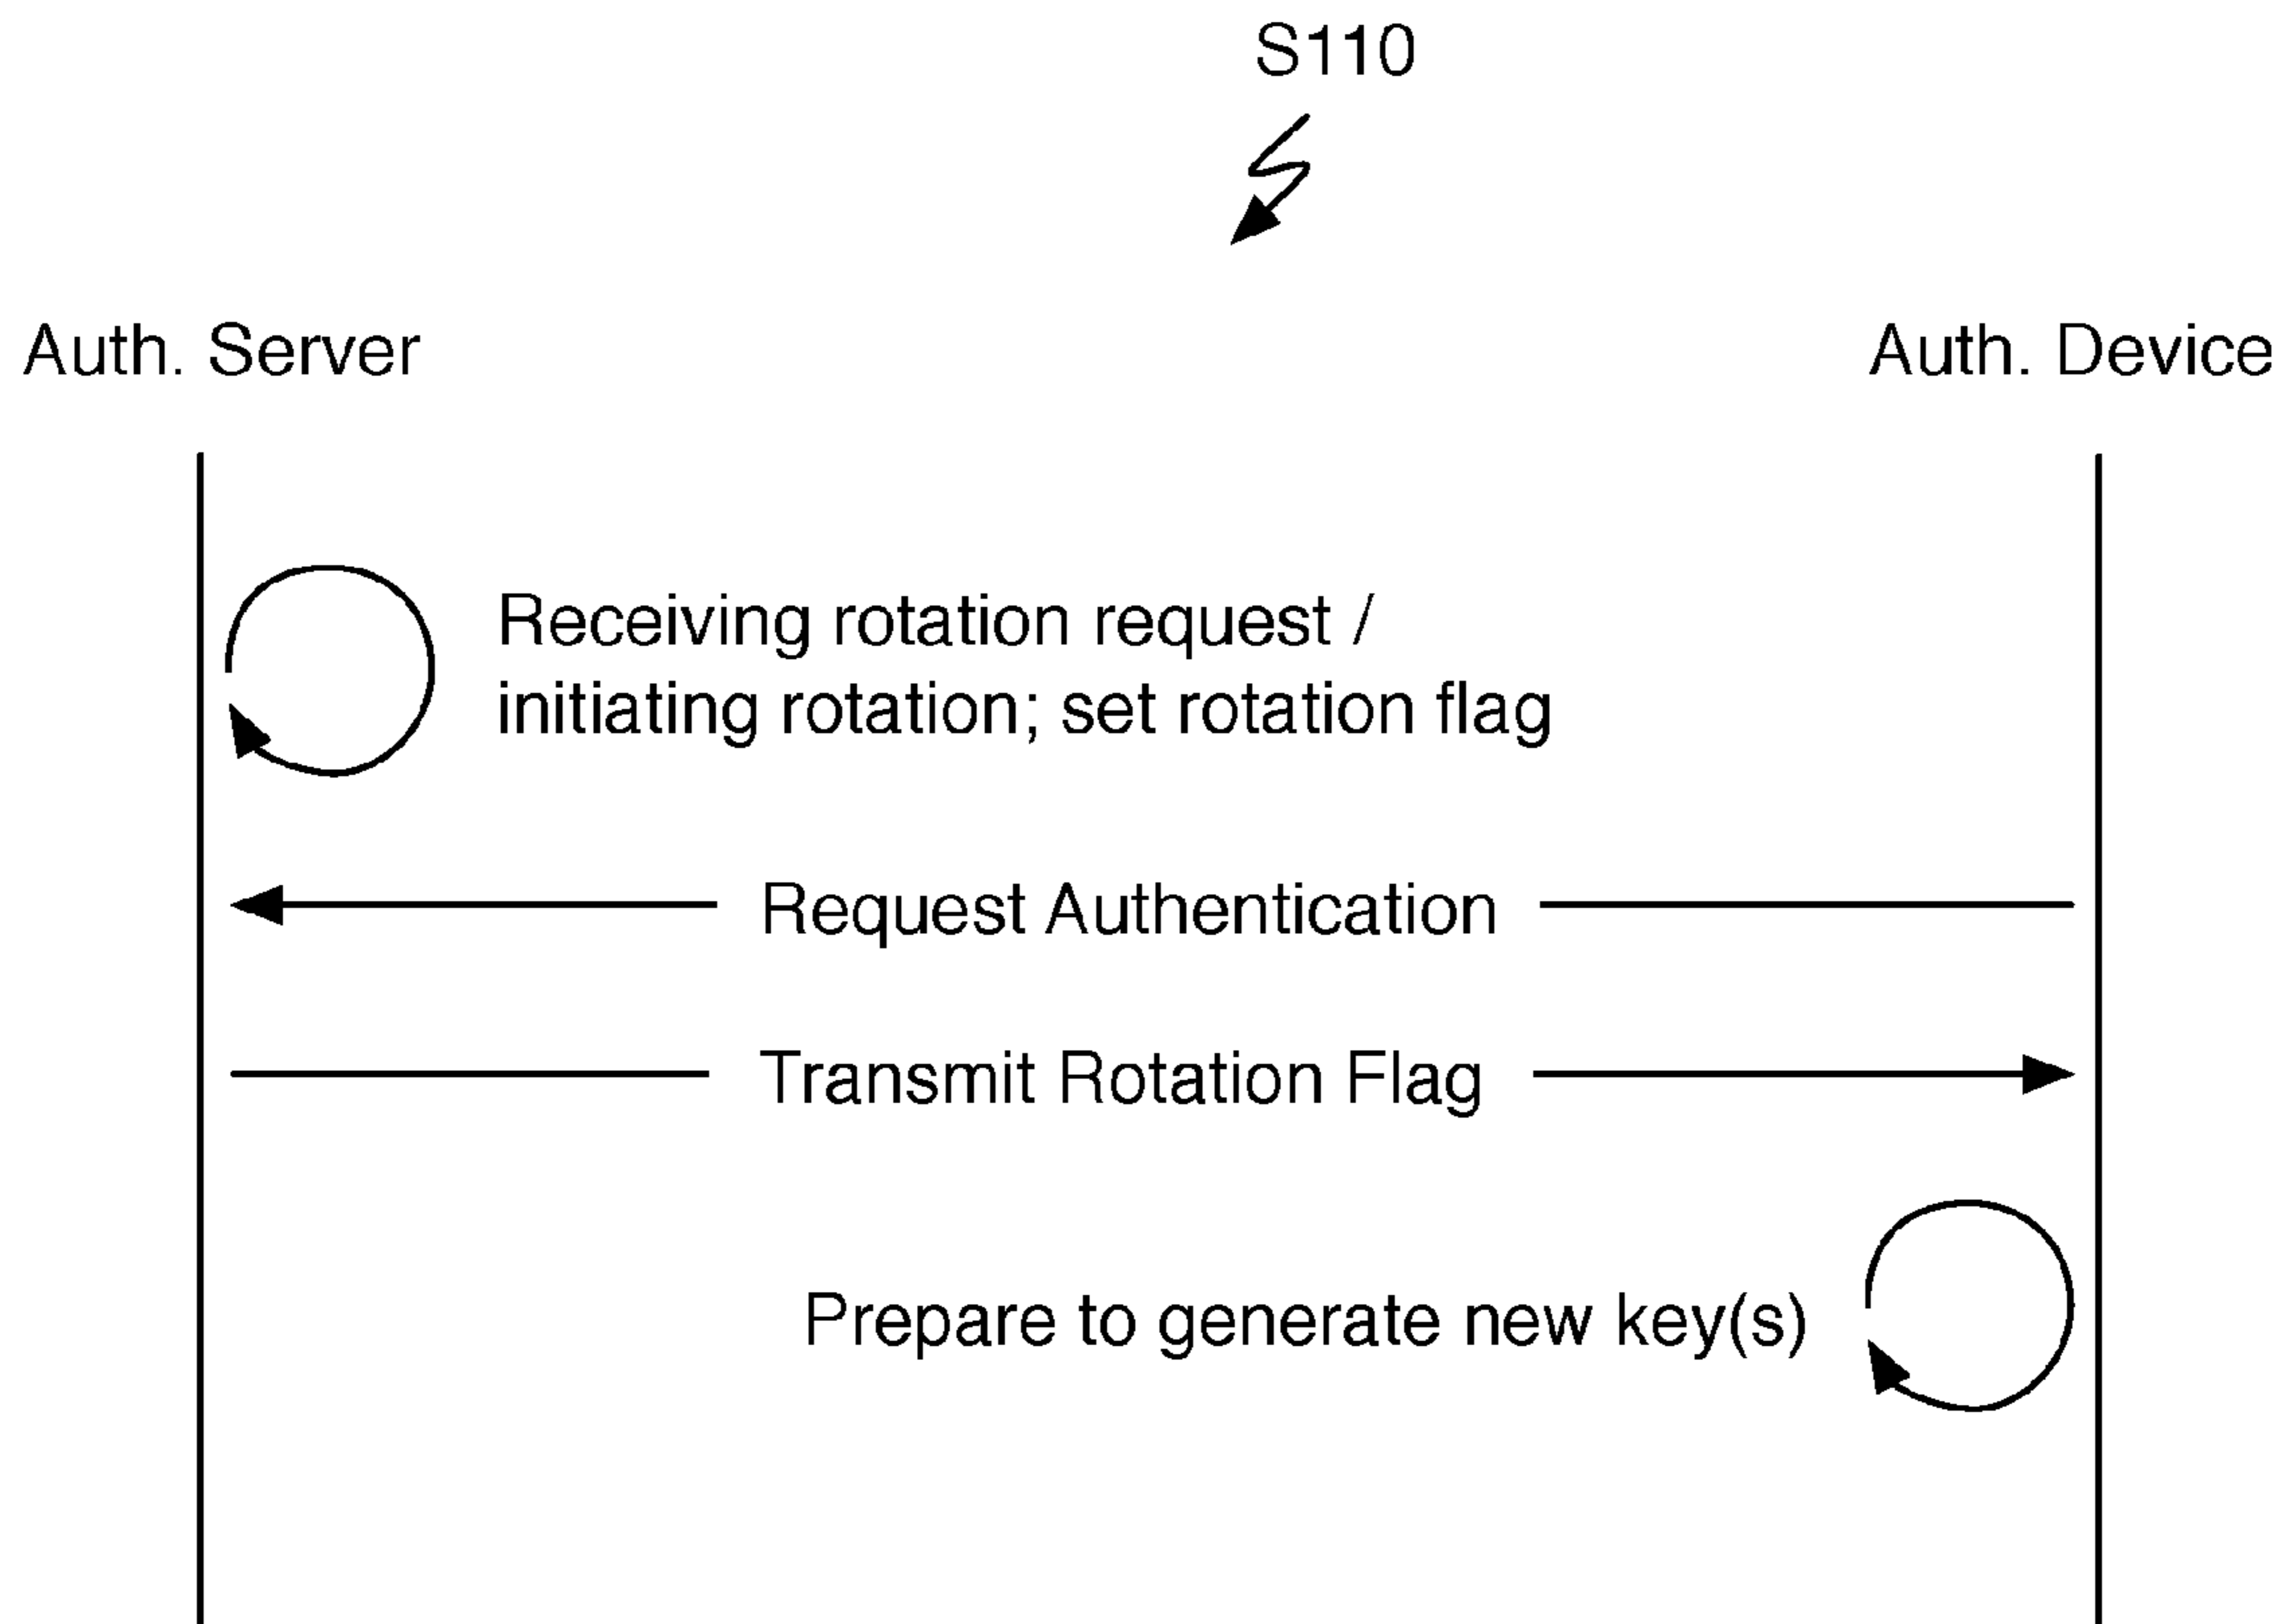 S110
Auth. Server
Auth. Device
Receiving rotation request /
initiating rotation; set rotation flag
Request Authentication
Transmit Rotation Flag
Prepare to generate new key(s)